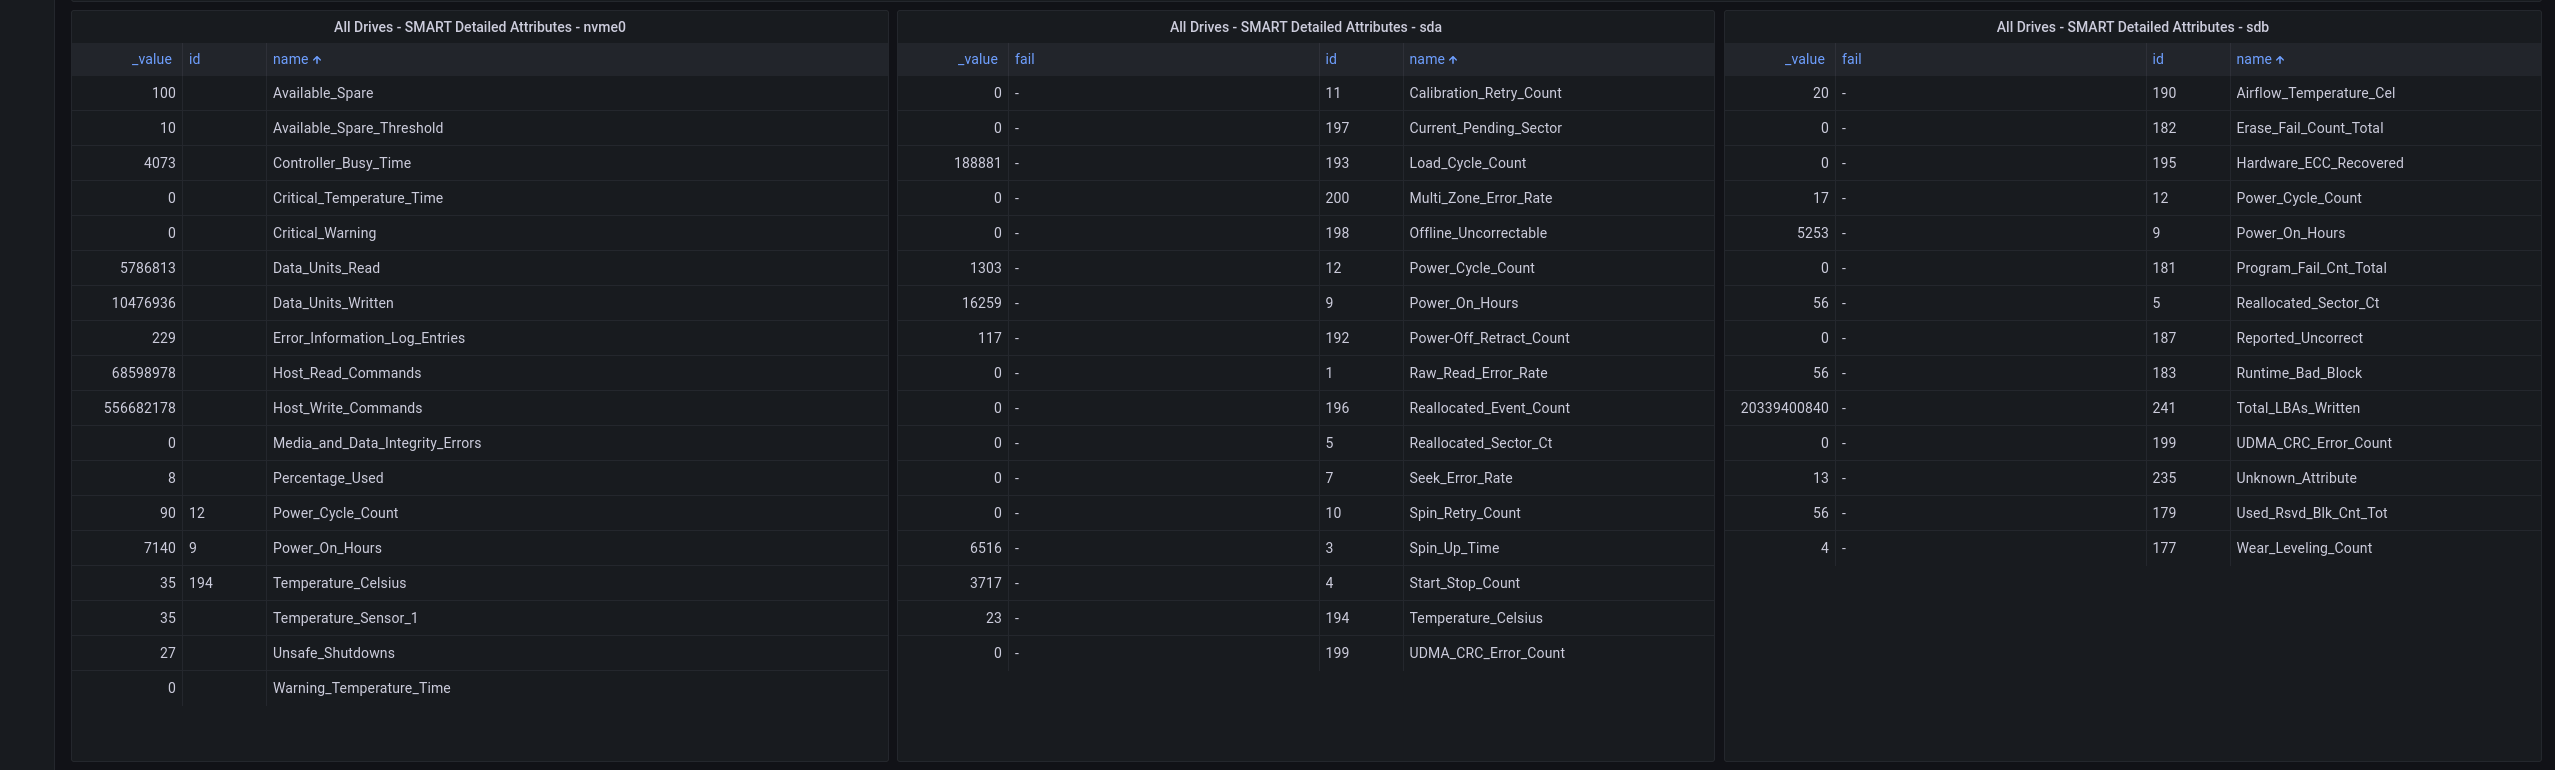 All Drives - SMART Detailed Attributes - nvme0
_value id name
100 Available_Spare
10 Available_Spare_Threshold
4073 Controller_Busy_Time
0 Critical_Temperature_Time
0 Critical_Warning
5786813 Data_Units_Read
10476936 Data_Units_Written
229 Error_Information_Log_Entries
68598978 Host_Read_Commands
556682178 Host_Write_Commands
0 Media_and_Data_Integrity_Errors
8 Percentage_Used
90 12 Power_Cycle_Count
7140 9 Power_On_Hours
35 194 Temperature_Celsius
35 Temperature_Sensor_1
27 Unsafe_Shutdowns
0 Warning_Temperature_Time
All Drives - SMART Detailed Attributes - sda
_value fail id name
0 - 11 Calibration_Retry_Count
0 - 197 Current_Pending_Sector
188881 - 193 Load_Cycle_Count
0 - 200 Multi_Zone_Error_Rate
0 - 198 Offline_Uncorrectable
1303 - 12 Power_Cycle_Count
16259 - 9 Power_On_Hours
117 - 192 Power-Off_Retract_Count
0 - 1 Raw_Read_Error_Rate
0 - 196 Reallocated_Event_Count
0 - 5 Reallocated_Sector_Ct
0 - 7 Seek_Error_Rate
0 - 10 Spin_Retry_Count
6516 - 3 Spin_Up_Time
3717 - 4 Start_Stop_Count
23 - 194 Temperature_Celsius
0 - 199 UDMA_CRC_Error_Count
All Drives - SMART Detailed Attributes - sdb
_value fail id name
20 - 190 Airflow_Temperature_Cel
0 - 182 Erase_Fail_Count_Total
0 - 195 Hardware_ECC_Recovered
17 - 12 Power_Cycle_Count
5253 - 9 Power_On_Hours
0 - 181 Program_Fail_Cnt_Total
56 - 5 Reallocated_Sector_Ct
0 - 187 Reported_Uncorrect
56 - 183 Runtime_Bad_Block
20339400840 - 241 Total_LBAs_Written
0 - 199 UDMA_CRC_Error_Count
13 - 235 Unknown_Attribute
56 - 179 Used_Rsvd_Blk_Cnt_Tot
4 - 177 Wear_Leveling_Count